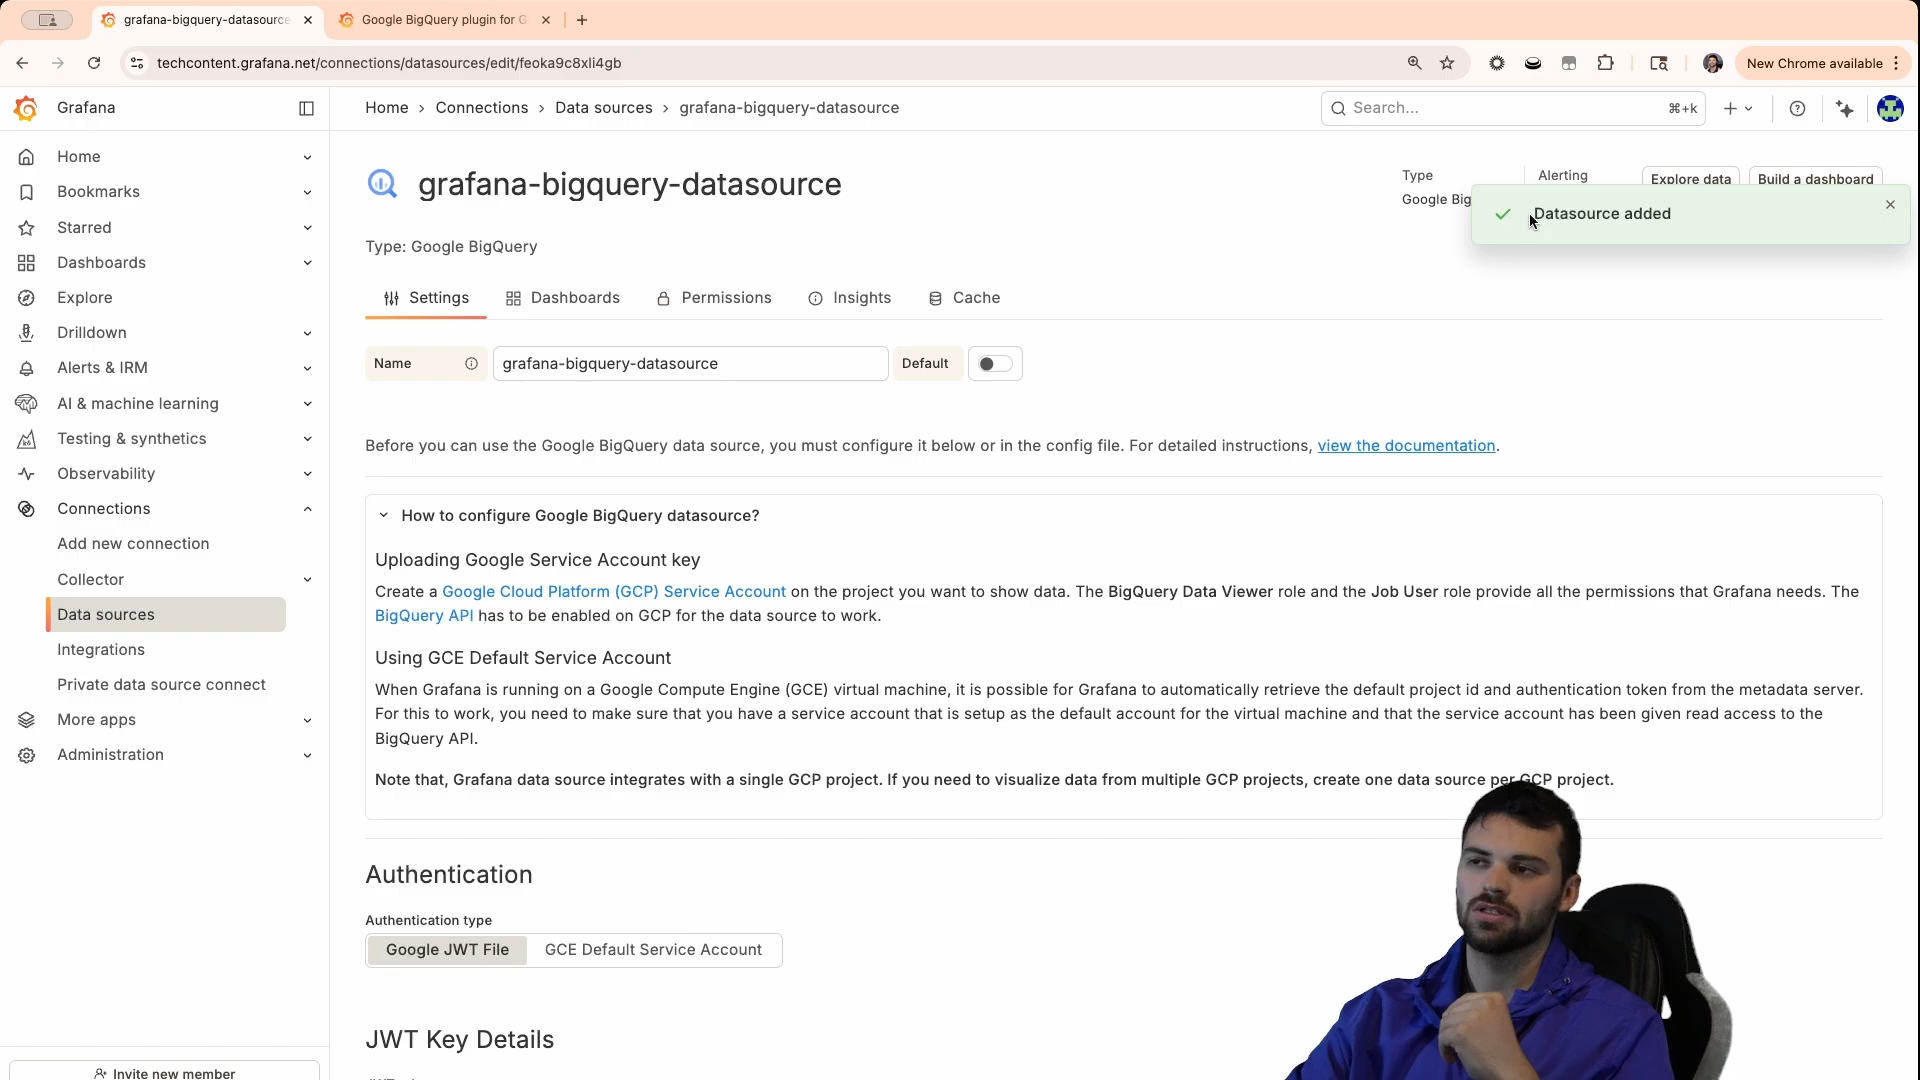 grafana-bigquery-datasource
Google BigQuery plugin for G
techcontent.grafana.net/connections/datasources/edit/feoka9c8xli4gb
New Chrome available
Grafana
Home › Connections › Data sources › grafana-bigquery-datasource
Search...
⌘+k
Home
Bookmarks
Starred
Dashboards
Explore
Drilldown
Alerts & IRM
AI & machine learning
Testing & synthetics
Observability
Connections
Add new connection
Collector
Data sources
Integrations
Private data source connect
More apps
Administration
Invite new member
grafana-bigquery-datasource
Type
Google Big
Alerting
Explore data
Build a dashboard
Datasource added
Type: Google BigQuery
Settings
Dashboards
Permissions
Insights
Cache
Name
grafana-bigquery-datasource
Default
Before you can use the Google BigQuery data source, you must configure it below or in the config file. For detailed instructions, view the documentation.
How to configure Google BigQuery datasource?
Uploading Google Service Account key
Create a Google Cloud Platform (GCP) Service Account on the project you want to show data. The BigQuery Data Viewer role and the Job User role provide all the permissions that Grafana needs. The
BigQuery API has to be enabled on GCP for the data source to work.
Using GCE Default Service Account
When Grafana is running on a Google Compute Engine (GCE) virtual machine, it is possible for Grafana to automatically retrieve the default project id and authentication token from the metadata server.
For this to work, you need to make sure that you have a service account that is setup as the default account for the virtual machine and that the service account has been given read access to the
BigQuery API.
Note that, Grafana data source integrates with a single GCP project. If you need to visualize data from multiple GCP projects, create one data source per GCP project.
Authentication
Authentication type
Google JWT File
GCE Default Service Account
JWT Key Details